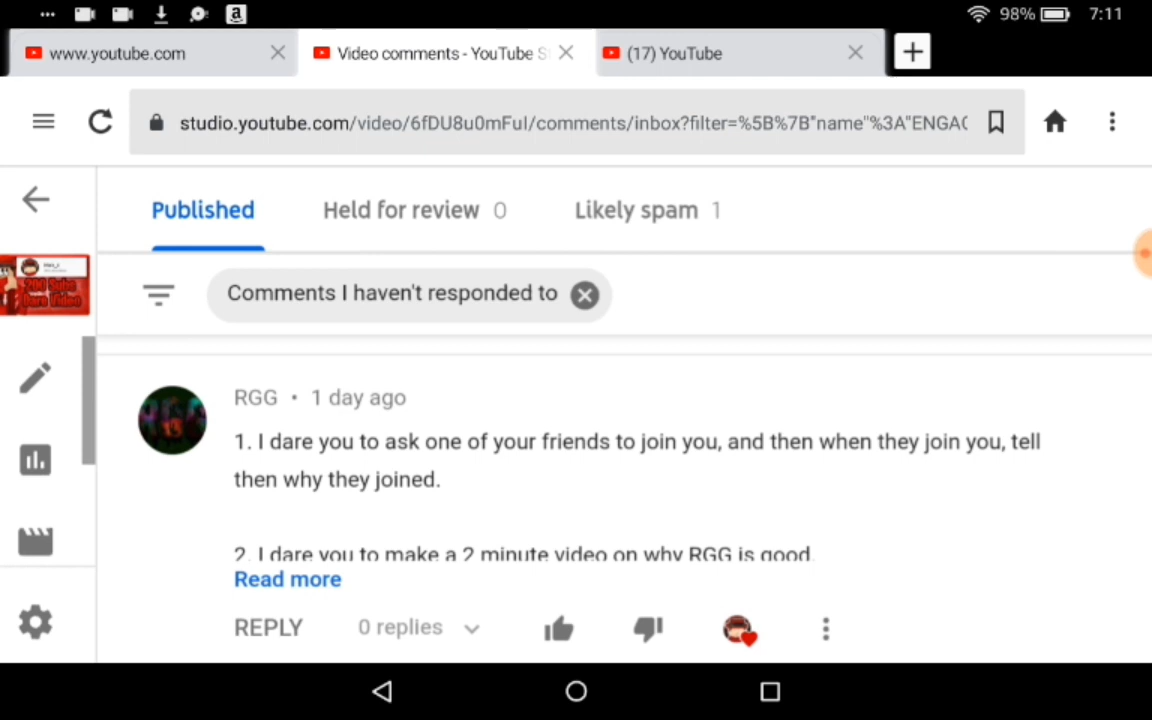 98% 7:11
www.youtube.com
Video comments - YouTube S
(17) YouTube
studio.youtube.com/video/6fDU8u0mFuI/comments/inbox?filter=%5B%7B"name"%3A"ENGAG
Published
Held for review 0
Likely spam 1
200 Subs
Dare Video
Comments I haven't responded to
RGG • 1 day ago
1. I dare you to ask one of your friends to join you, and then when they join you, tell
then why they joined.
2. I dare you to make a 2 minute video on why RGG is good.
Read more
REPLY
0 replies